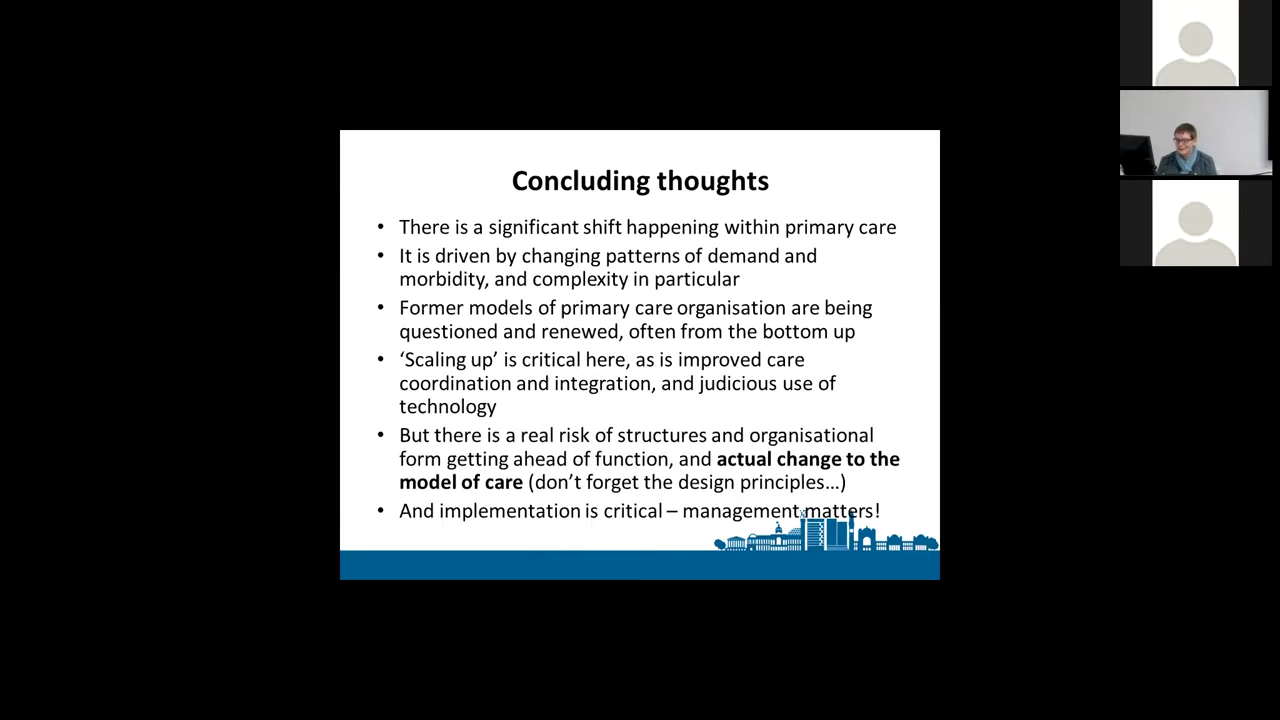 Concluding thoughts
• There is a significant shift happening within primary care
• It is driven by changing patterns of demand and
morbidity, and complexity in particular
• Former models of primary care organisation are being
questioned and renewed, often from the bottom up
• ‘Scaling up’ is critical here, as is improved care
coordination and integration, and judicious use of
technology
• But there is a real risk of structures and organisational
form getting ahead of function, and actual change to the
model of care (don’t forget the design principles…)
• And implementation is critical – management matters!